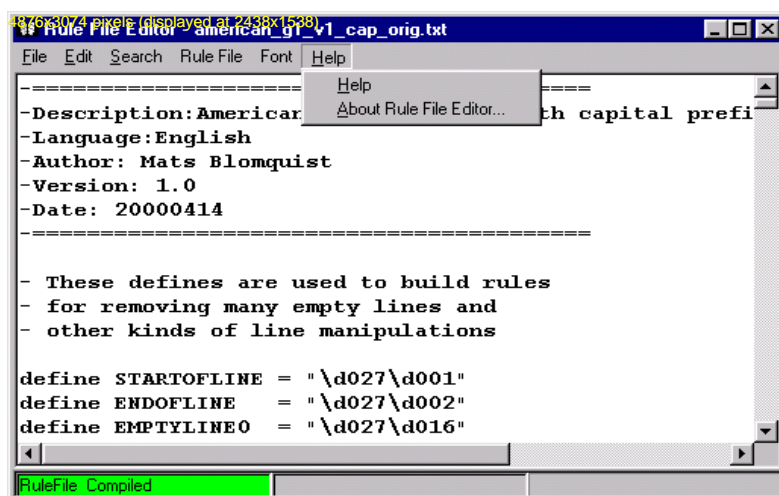 4876x3074 pixels (displayed at 2438x1538)
Rule File Editor - american_g1_v1_cap_orig.txt
File Edit Search Rule File Font Help
Help
About Rule File Editor...
-==========================================
-Description:American th capital prefi
-Language:English
-Author: Mats Blomquist
-Version: 1.0
-Date: 20000414
-==========================================
- These defines are used to build rules
- for removing many empty lines and
- other kinds of line manipulations
define STARTOFLINE = "\d027\d001"
define ENDOFLINE = "\d027\d002"
define EMPTYLINE0 = "\d027\d016"
RuleFile Compiled